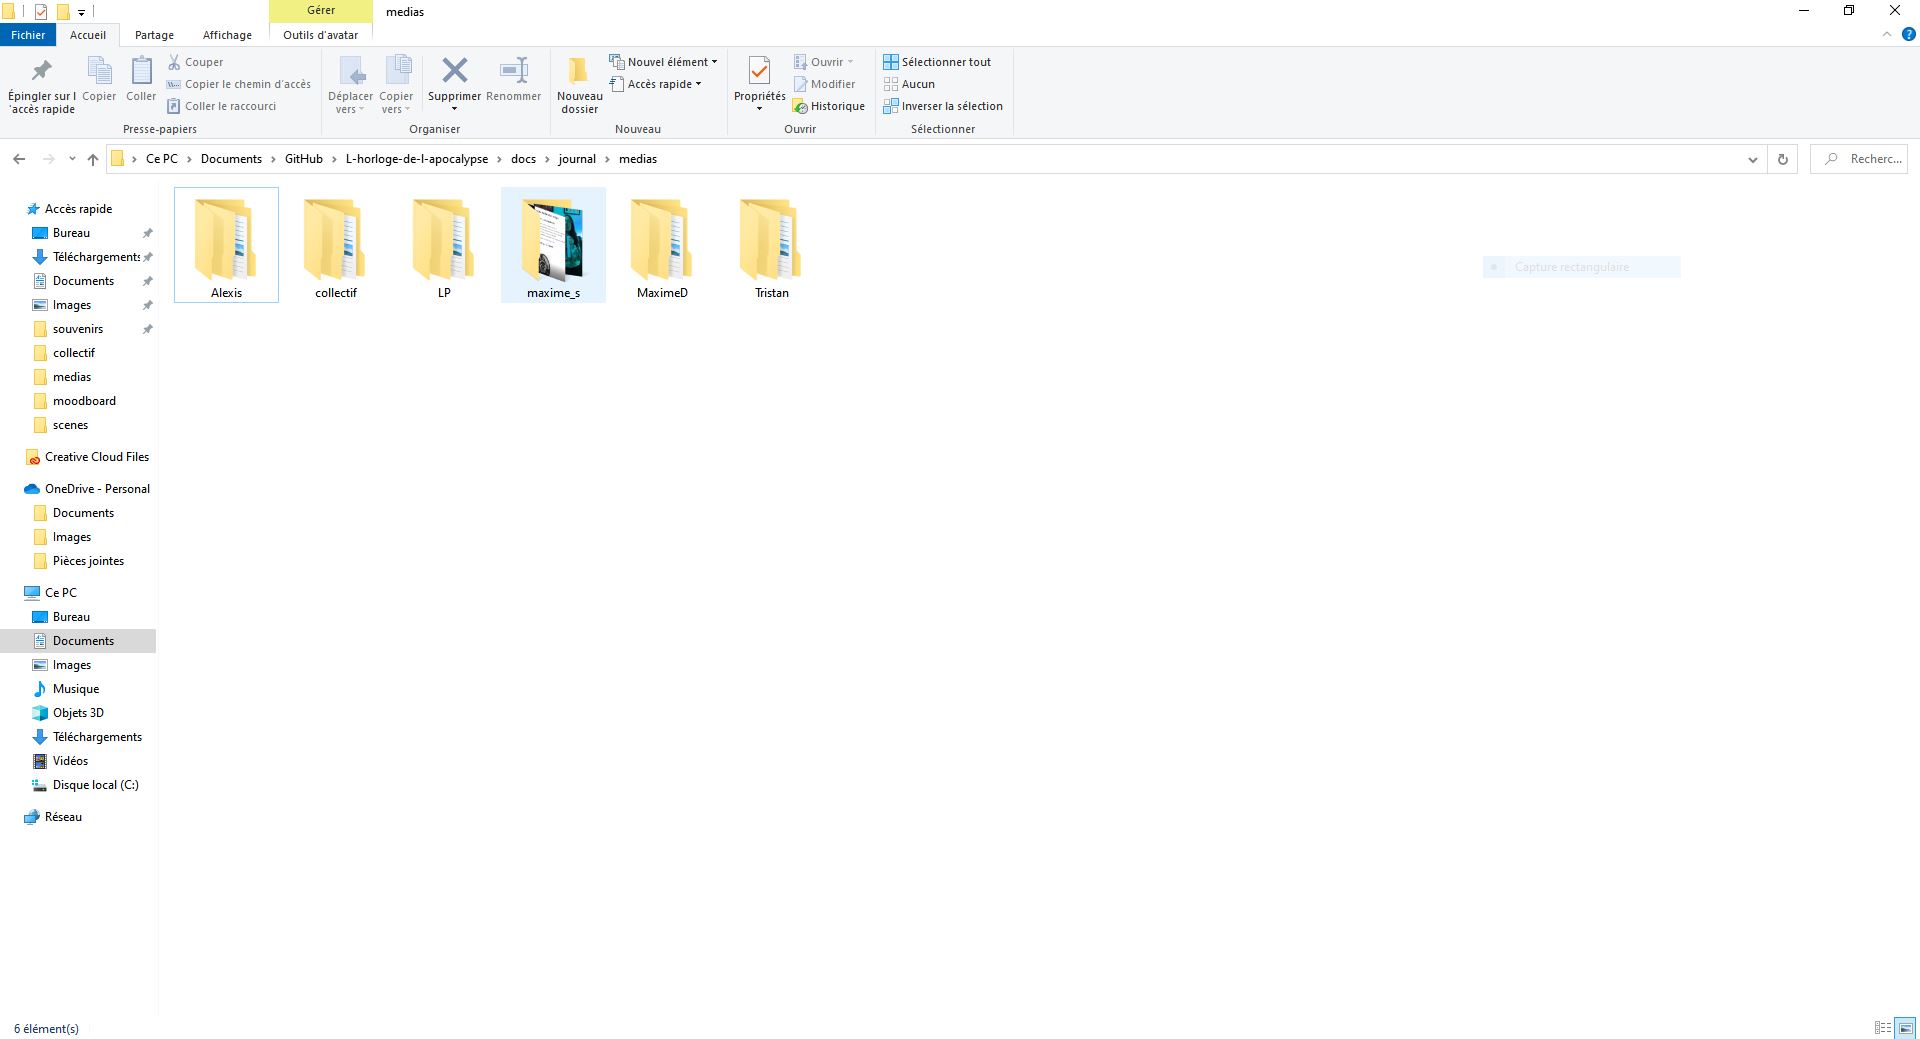 Gérer
medias
Fichier
Accueil
Partage
Affichage
Outils d'avatar
Épingler sur l
'accès rapide
Copier
Coller
Couper
Copier le chemin d'accès
Coller le raccourci
Presse-papiers
Déplacer
vers
Copier
vers
Supprimer
Renommer
Organiser
Nouveau
dossier
Nouvel élément
Accès rapide
Nouveau
Propriétés
Ouvrir
Modifier
Historique
Ouvrir
Sélectionner tout
Aucun
Inverser la sélection
Sélectionner
Ce PC > Documents > GitHub > L-horloge-de-l-apocalypse > docs > journal > medias
Recherc...
Accès rapide
Bureau
Téléchargements
Documents
Images
souvenirs
collectif
medias
moodboard
scenes
Creative Cloud Files
OneDrive - Personal
Documents
Images
Pièces jointes
Ce PC
Bureau
Documents
Images
Musique
Objets 3D
Téléchargements
Vidéos
Disque local (C:)
Réseau
Alexis
collectif
LP
maxime_s
MaximeD
Tristan
Capture rectangulaire
6 élément(s)